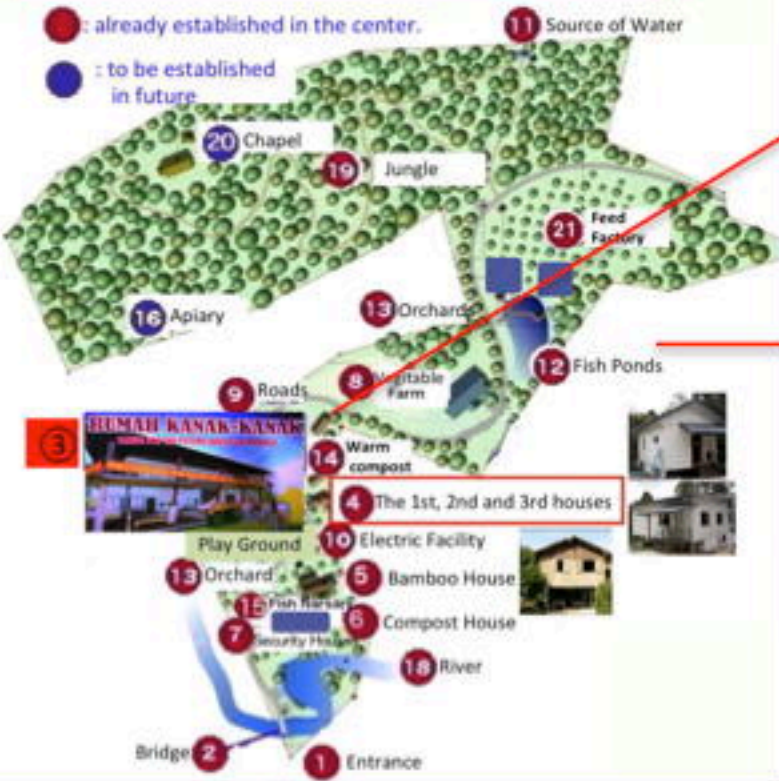 : already established in the center.
: to be established
in future
11 Source of Water
20 Chapel
19 Jungle
21 Feed
Factory
16 Apiary
13 Orchards
12 Fish Ponds
8 Vegitable
Farm
9 Roads
3
RUMAH KANAK-KANAK
14 Warm
compost
4 The 1st, 2nd and 3rd houses
Play Ground
10 Electric Facility
13 Orchard
5 Bamboo House
15 Fish Narsary
6 Compost House
7 Security House
18 River
Bridge 2
1 Entrance